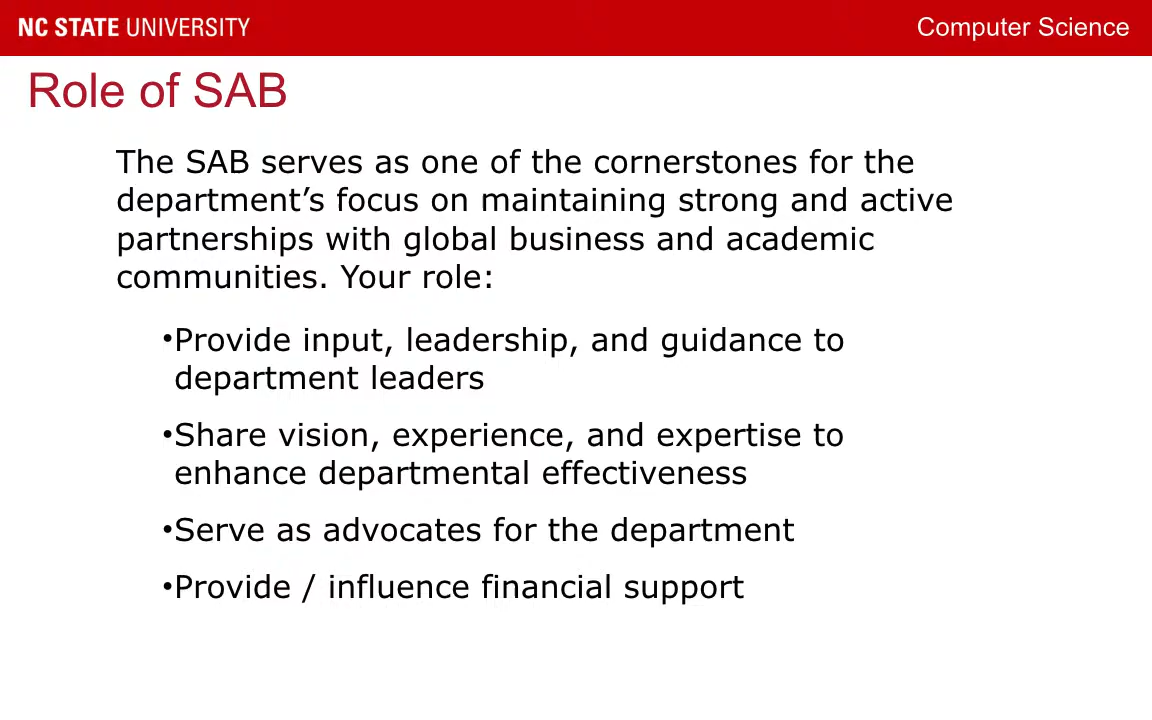 NC STATE UNIVERSITY
Computer Science
Role of SAB
The SAB serves as one of the cornerstones for the
department’s focus on maintaining strong and active
partnerships with global business and academic
communities. Your role:
•Provide input, leadership, and guidance to
department leaders
•Share vision, experience, and expertise to
enhance departmental effectiveness
•Serve as advocates for the department
•Provide / influence financial support